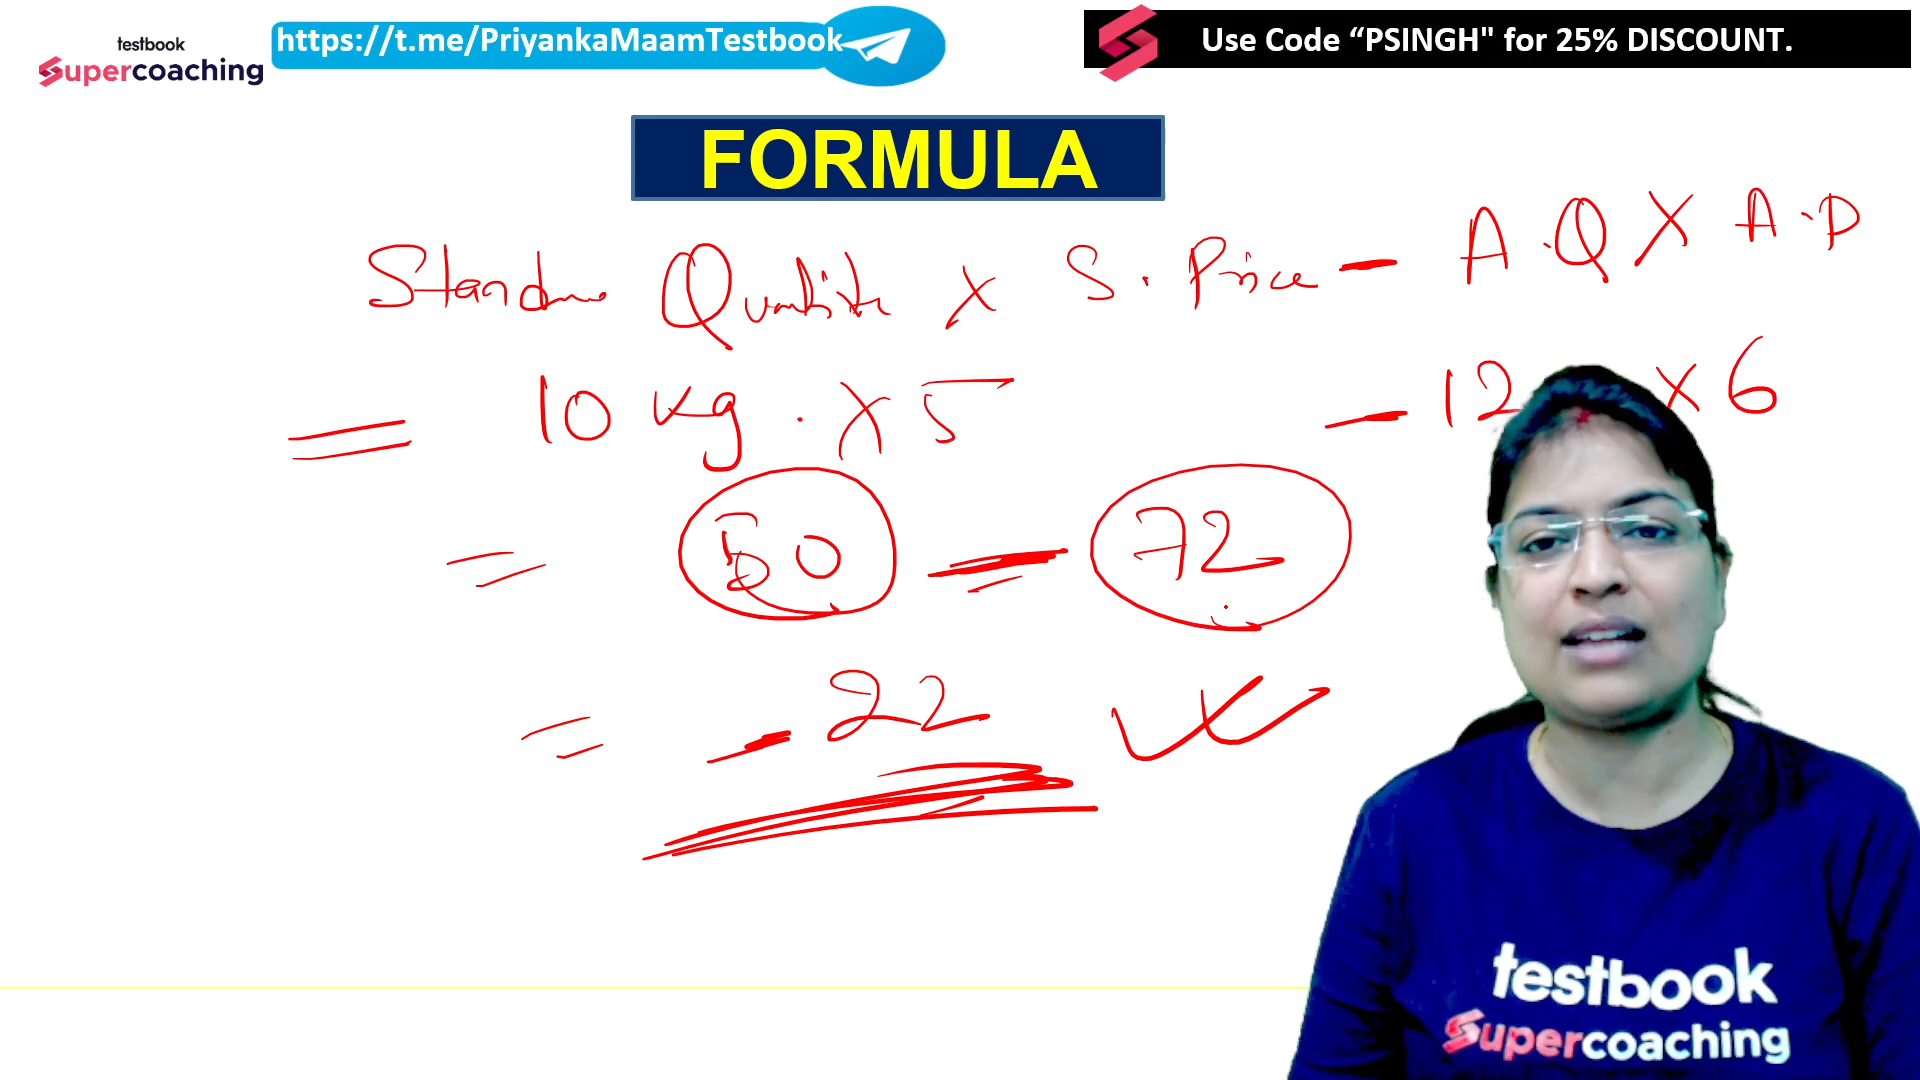 testbook
Supercoaching
https://t.me/PriyankaMaamTestbook
Use Code “PSINGH" for 25% DISCOUNT.
FORMULA
Quantity × S. Price - A.Q × A.P
= 10 kg. × 5 - 12 × 6
= 50 - 72
= - 22
testbook
Supercoaching